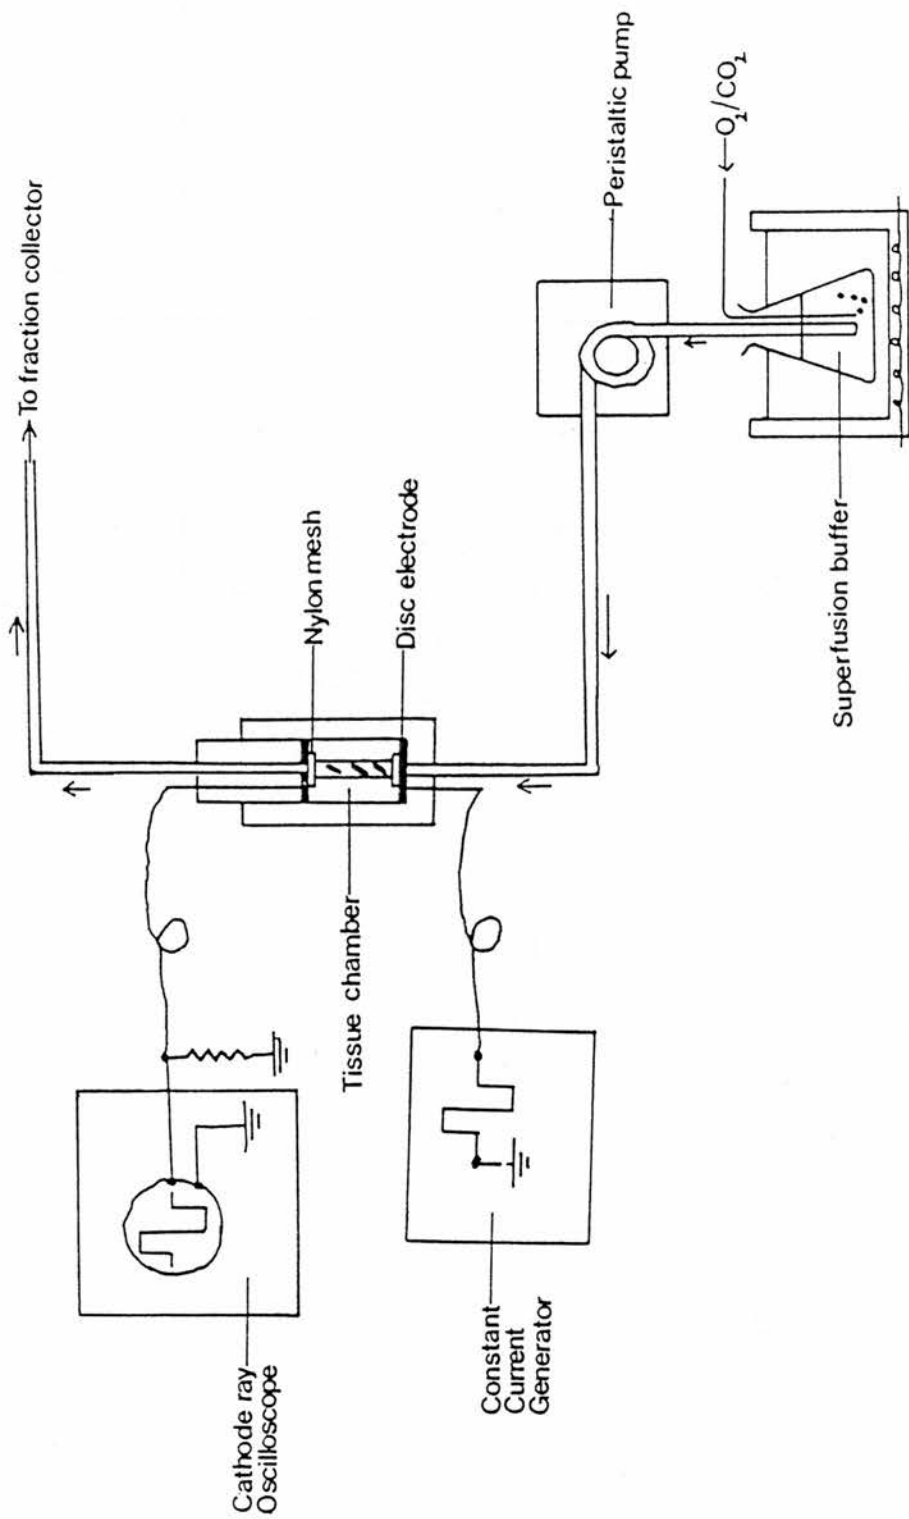 To fraction collector
Nylon mesh
Disc electrode
Tissue chamber
Peristaltic pump
O₂/CO₂
Superfusion buffer
Cathode ray
Oscilloscope
Constant
Current
Generator